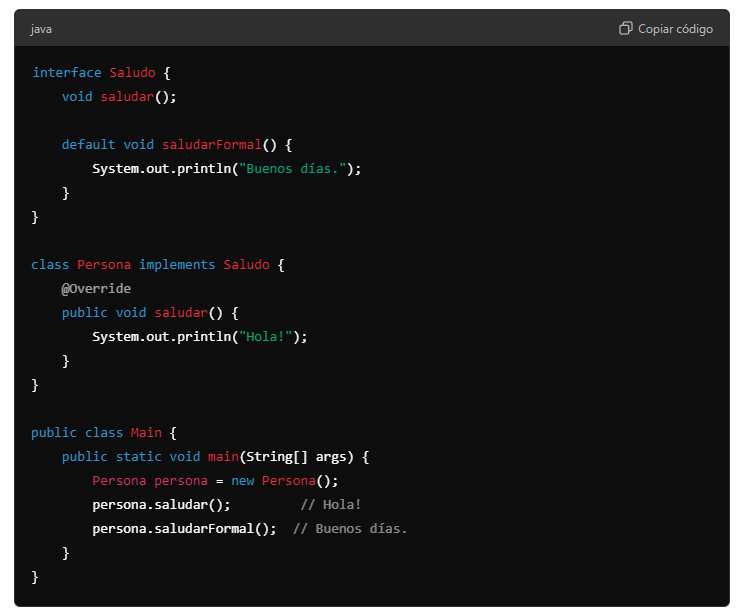 java
Copiar código
interface Saludo {
    void saludar();

    default void saludarFormal() {
        System.out.println("Buenos días.");
    }
}

class Persona implements Saludo {
    @Override
    public void saludar() {
        System.out.println("Hola!");
    }
}

public class Main {
    public static void main(String[] args) {
        Persona persona = new Persona();
        persona.saludar();         // Hola!
        persona.saludarFormal();  // Buenos días.
    }
}